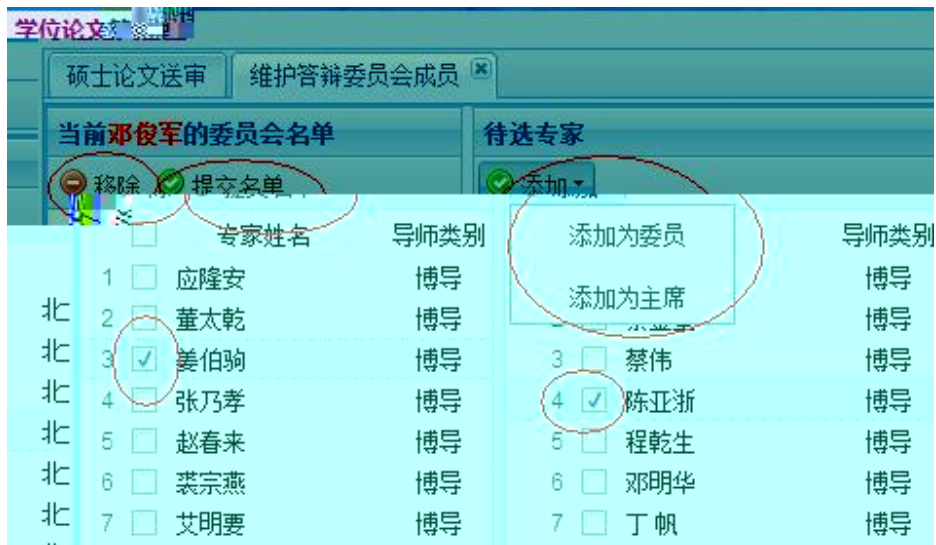 学位论文
硕士论文送审 维护答辩委员会成员
当前邓俊军的委员会名单 待选专家
移除 提交名单 添加
专家姓名 导师类别 添加为委员 导师类别
1 应隆安 博导 博导
添加为主席
北 2 董太乾 博导 博导
北 3 姜伯驹 博导 3 蔡伟 博导
北 4 张乃孝 博导 4 陈亚浙 博导
北 5 赵春来 博导 5 程乾生 博导
北 6 裘宗燕 博导 6 邓明华 博导
北 7 艾明要 博导 7 丁帆 博导